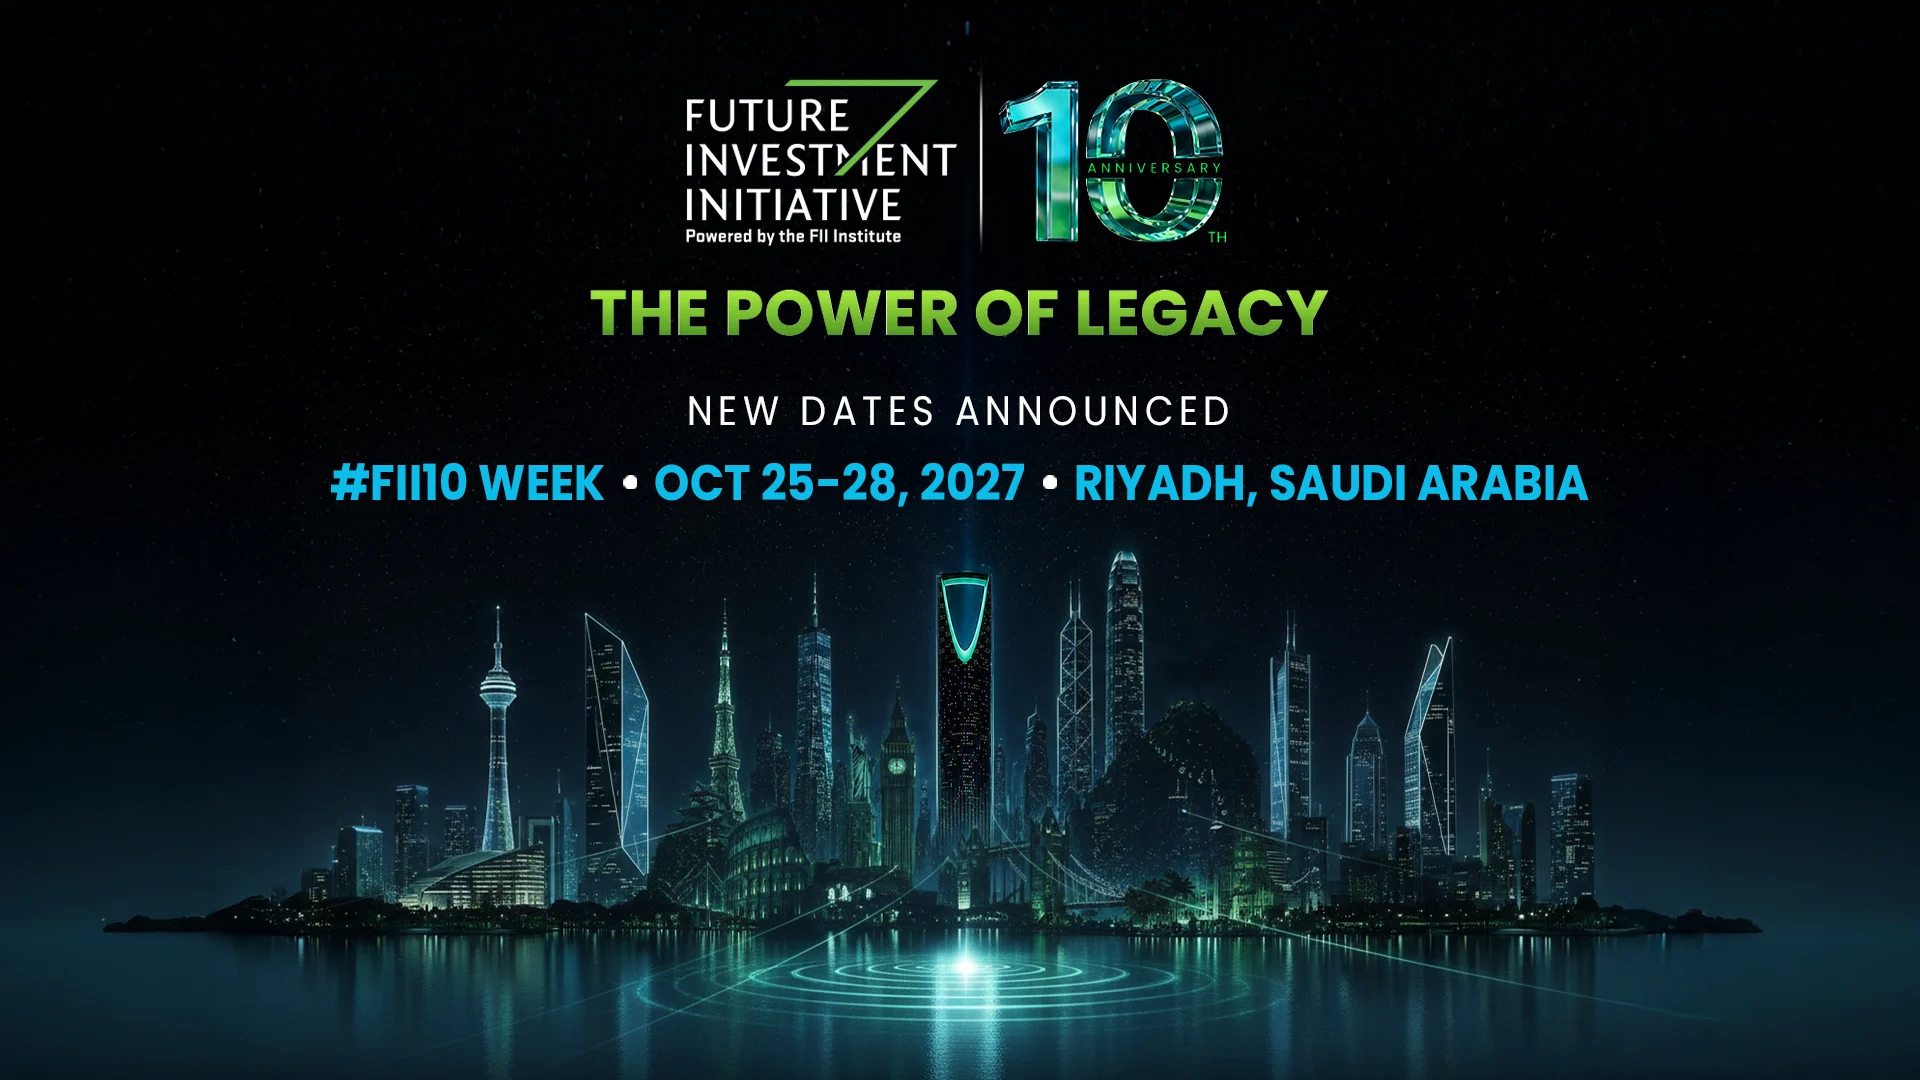 FUTURE
INVESTMENT
INITIATIVE
Powered by the FII Institute
10
ANNIVERSARY
TH
THE POWER OF LEGACY
NEW DATES ANNOUNCED
#FII10 WEEK • OCT 25-28, 2027 • RIYADH, SAUDI ARABIA